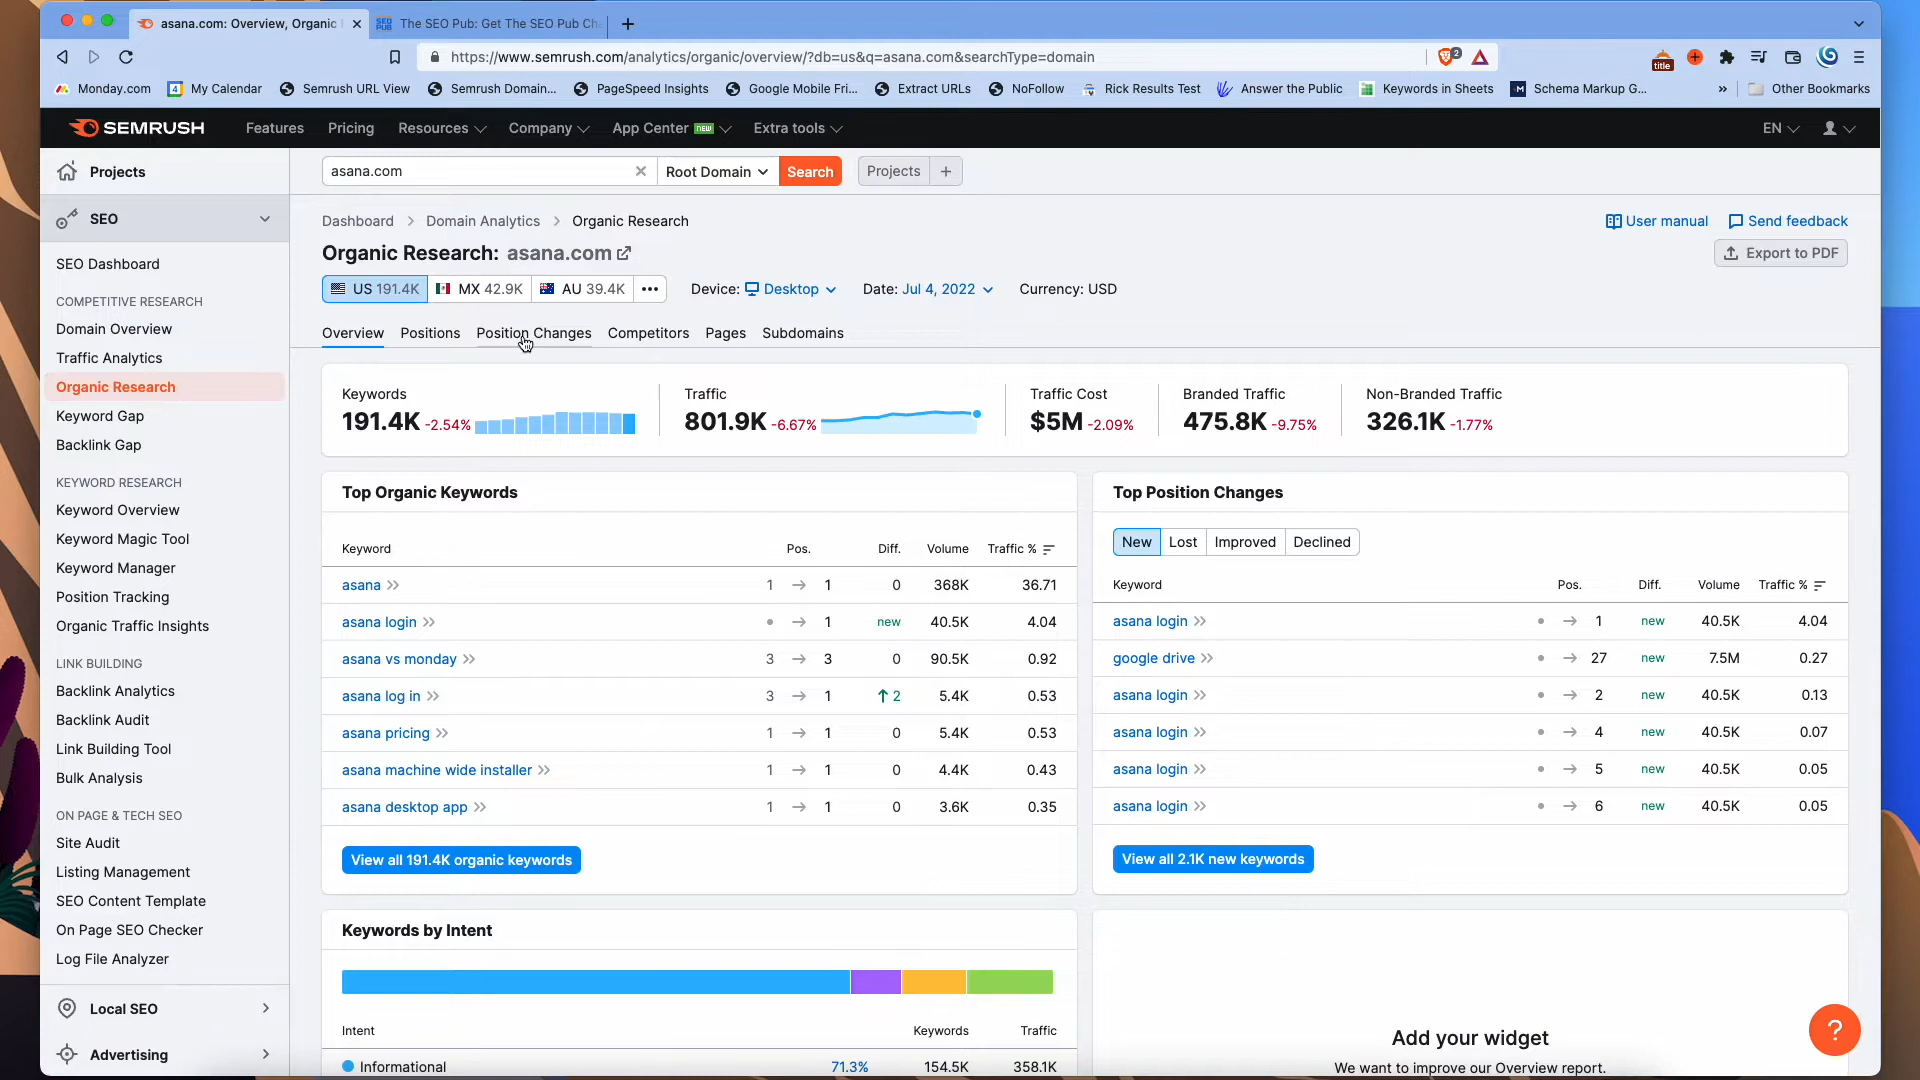 asana.com: Overview, Organic
The SEO Pub: Get The SEO Pub Ch
https://www.semrush.com/analytics/organic/overview/?db=us&q=asana.com&searchType=domain
2
title
Monday.com
4
My Calendar
Semrush URL View
Semrush Domain...
PageSpeed Insights
Google Mobile Fri...
Extract URLs
NoFollow
Rick Results Test
Answer the Public
Keywords in Sheets
Schema Markup G...
»
Other Bookmarks
SEMRUSH
Features
Pricing
Resources
Company
App Center NEW
Extra tools
EN
Projects
asana.com
Root Domain
Search
Projects
+
SEO
SEO Dashboard
COMPETITIVE RESEARCH
Domain Overview
Traffic Analytics
Organic Research
Keyword Gap
Backlink Gap
KEYWORD RESEARCH
Keyword Overview
Keyword Magic Tool
Keyword Manager
Position Tracking
Organic Traffic Insights
LINK BUILDING
Backlink Analytics
Backlink Audit
Link Building Tool
Bulk Analysis
ON PAGE & TECH SEO
Site Audit
Listing Management
SEO Content Template
On Page SEO Checker
Log File Analyzer
Local SEO
Advertising
Dashboard > Domain Analytics > Organic Research
User manual
Send feedback
Organic Research: asana.com
Export to PDF
US 191.4K
MX 42.9K
AU 39.4K
•••
Device: Desktop
Date: Jul 4, 2022
Currency: USD
Overview
Positions
Position Changes
Competitors
Pages
Subdomains
Keywords
191.4K -2.54%
Traffic
801.9K -6.67%
Traffic Cost
$5M -2.09%
Branded Traffic
475.8K -9.75%
Non-Branded Traffic
326.1K -1.77%
Top Organic Keywords
Keyword Pos. Diff. Volume Traffic %
asana 1 → 1 0 368K 36.71
asana login • → 1 new 40.5K 4.04
asana vs monday 3 → 3 0 90.5K 0.92
asana log in 3 → 1 ↑ 2 5.4K 0.53
asana pricing 1 → 1 0 5.4K 0.53
asana machine wide installer 1 → 1 0 4.4K 0.43
asana desktop app 1 → 1 0 3.6K 0.35
View all 191.4K organic keywords
Top Position Changes
New
Lost
Improved
Declined
Keyword Pos. Diff. Volume Traffic %
asana login • → 1 new 40.5K 4.04
google drive • → 27 new 7.5M 0.27
asana login • → 2 new 40.5K 0.13
asana login • → 4 new 40.5K 0.07
asana login • → 5 new 40.5K 0.05
asana login • → 6 new 40.5K 0.05
View all 2.1K new keywords
Keywords by Intent
Intent Keywords Traffic
Informational 71.3% 154.5K 358.1K
Add your widget
We want to improve our Overview report.
?